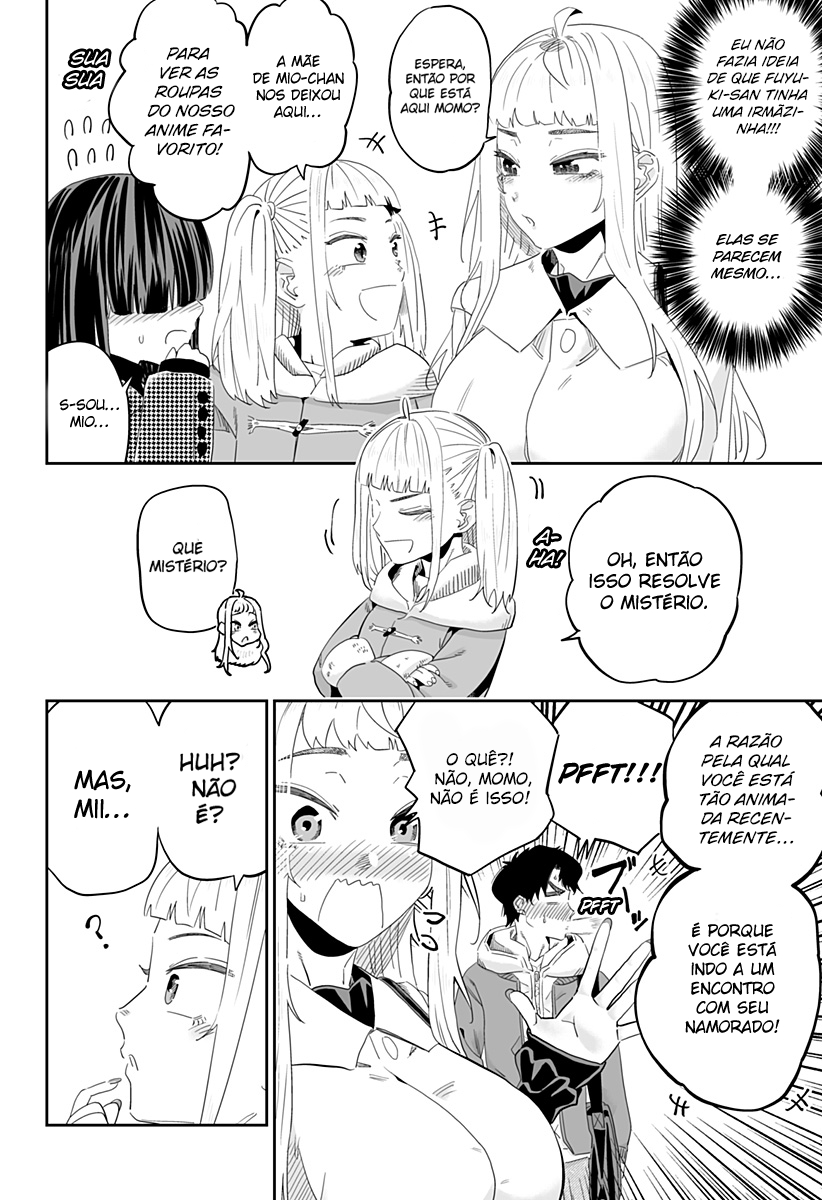 EU NÃO
FAZIA IDEIA
DE QUE FUYU-
KI-SAN TINHA
UMA IRMÃZI-
NHA!!!
ELAS SE
PARECEM
MESMO...
ESPERA,
ENTÃO POR
QUE ESTÁ
AQUI MOMO?
A MÃE
DE MIO-CHAN
NOS DEIXOU
AQUI...
PARA
VER AS
ROUPAS
DO NOSSO
ANIME FA-
VORITO!
SUA
SUA
S-SOU...
MIO...
OH, ENTÃO
ISSO RESOLVE
O MISTÉRIO.
A-
HA!
QUE
MISTÉRIO?
A RAZÃO
PELA QUAL
VOCÊ ESTÁ
TÃO ANIMA-
DA RECEN-
TEMENTE...
É PORQUE
VOCÊ ESTÁ
INDO A UM
ENCONTRO
COM SEU
NAMORADO!
PFFT!!!
PFFT
ブブ
O QUÊ?!
NÃO, MOMO,
NÃO É ISSO!
HUH?
NÃO
É?
MAS,
MII...
?